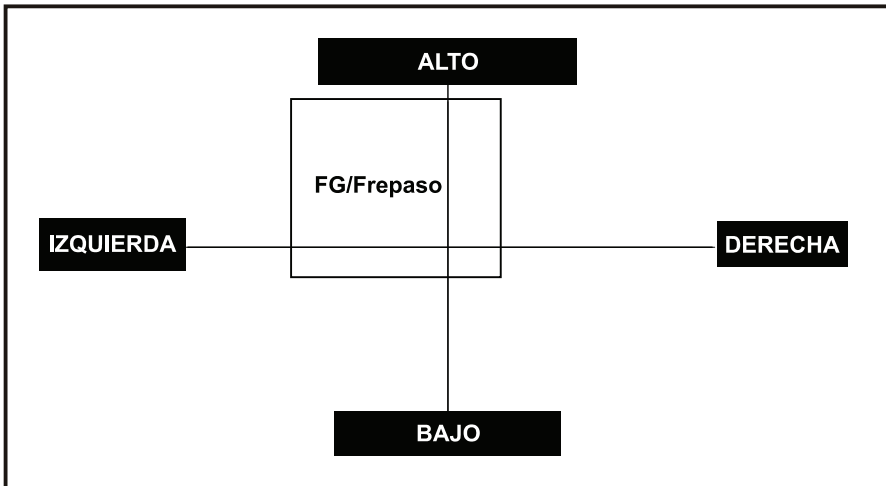 ALTO
FG/Frepaso
IZQUIERDA
DERECHA
BAJO